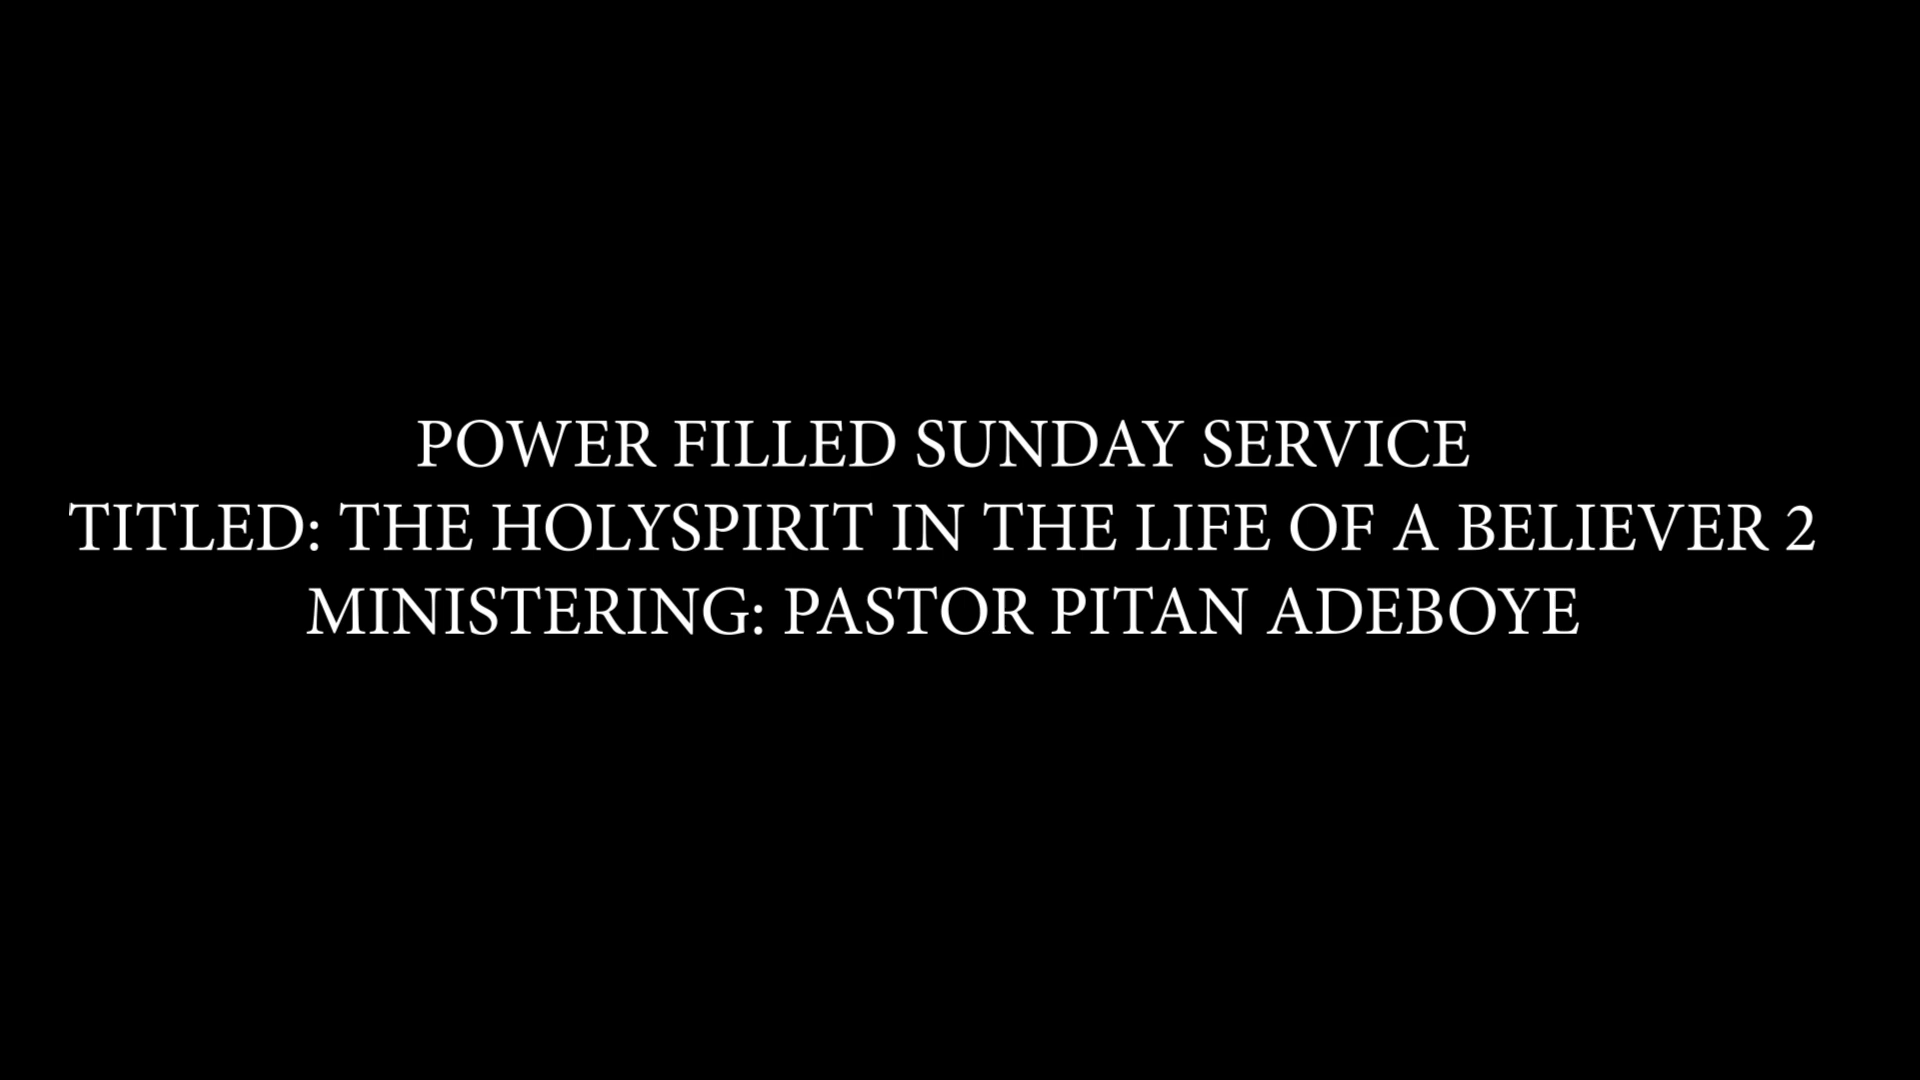 POWER FILLED SUNDAY SERVICE
TITLED: THE HOLYSPIRIT IN THE LIFE OF A BELIEVER 2
MINISTERING: PASTOR PITAN ADEBOYE